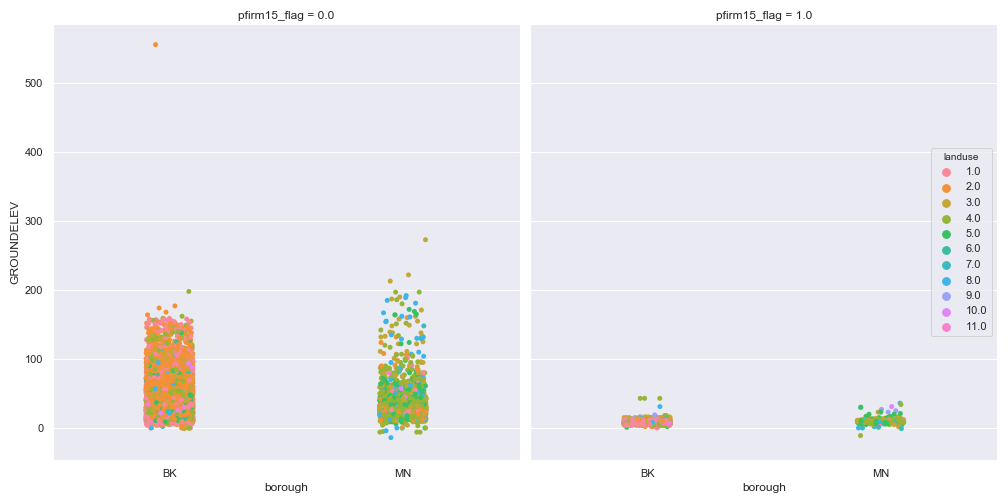 pfirm15_flag = 0.0
pfirm15_flag = 1.0
GROUNDELEV
500
400
300
200
100
0
BK
MN
borough
BK
MN
borough
landuse
1.0
2.0
3.0
4.0
5.0
6.0
7.0
8.0
9.0
10.0
11.0